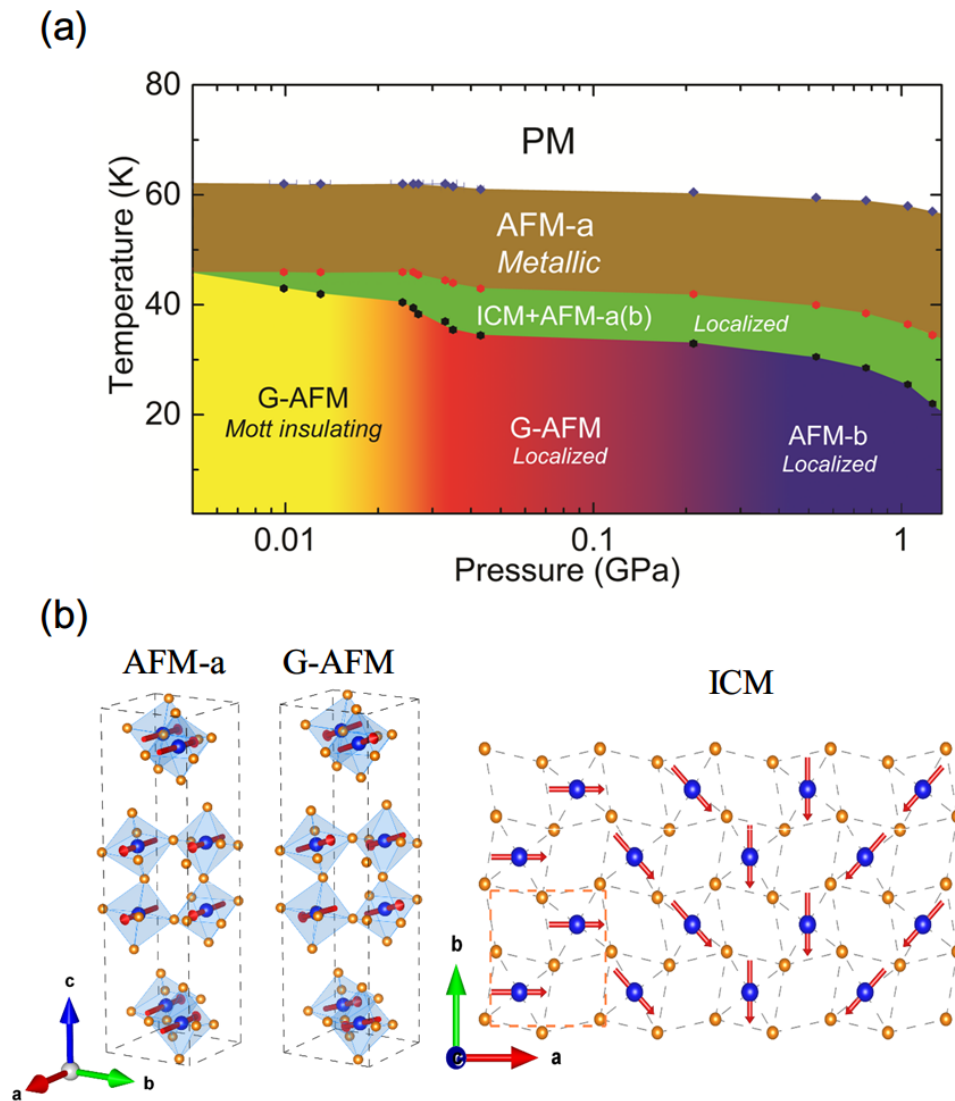 (a)
80
60
40
20
Temperature (K)
PM
AFM-a
Metallic
ICM+AFM-a(b)
Localized
G-AFM
Mott insulating
G-AFM
Localized
AFM-b
Localized
0.01
0.1
1
Pressure (GPa)
(b)
AFM-a
G-AFM
ICM
c
a
b
b
c
a